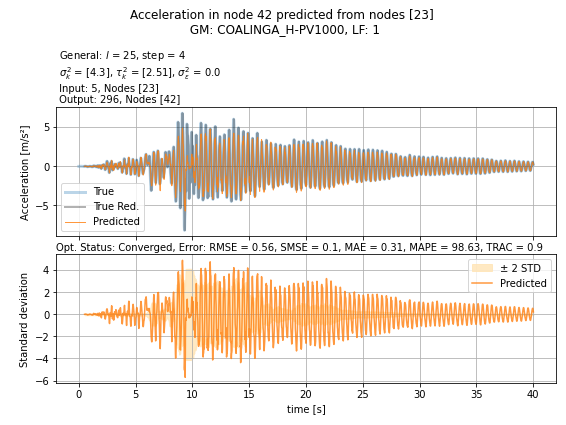 Acceleration in node 42 predicted from nodes [23]
GM: COALINGA_H-PV1000, LF: 1
General: l = 25, step = 4
σ²ₖ = [4.3], τ²ₖ = [2.51], σ²ε = 0.0
Input: 5, Nodes [23]
Output: 296, Nodes [42]
Acceleration [m/s²]
5
0
−5
True
True Red.
Predicted
Opt. Status: Converged, Error: RMSE = 0.56, SMSE = 0.1, MAE = 0.31, MAPE = 98.63, TRAC = 0.9
Standard deviation
4
2
0
−2
−4
−6
± 2 STD
Predicted
0 5 10 15 20 25 30 35 40
time [s]